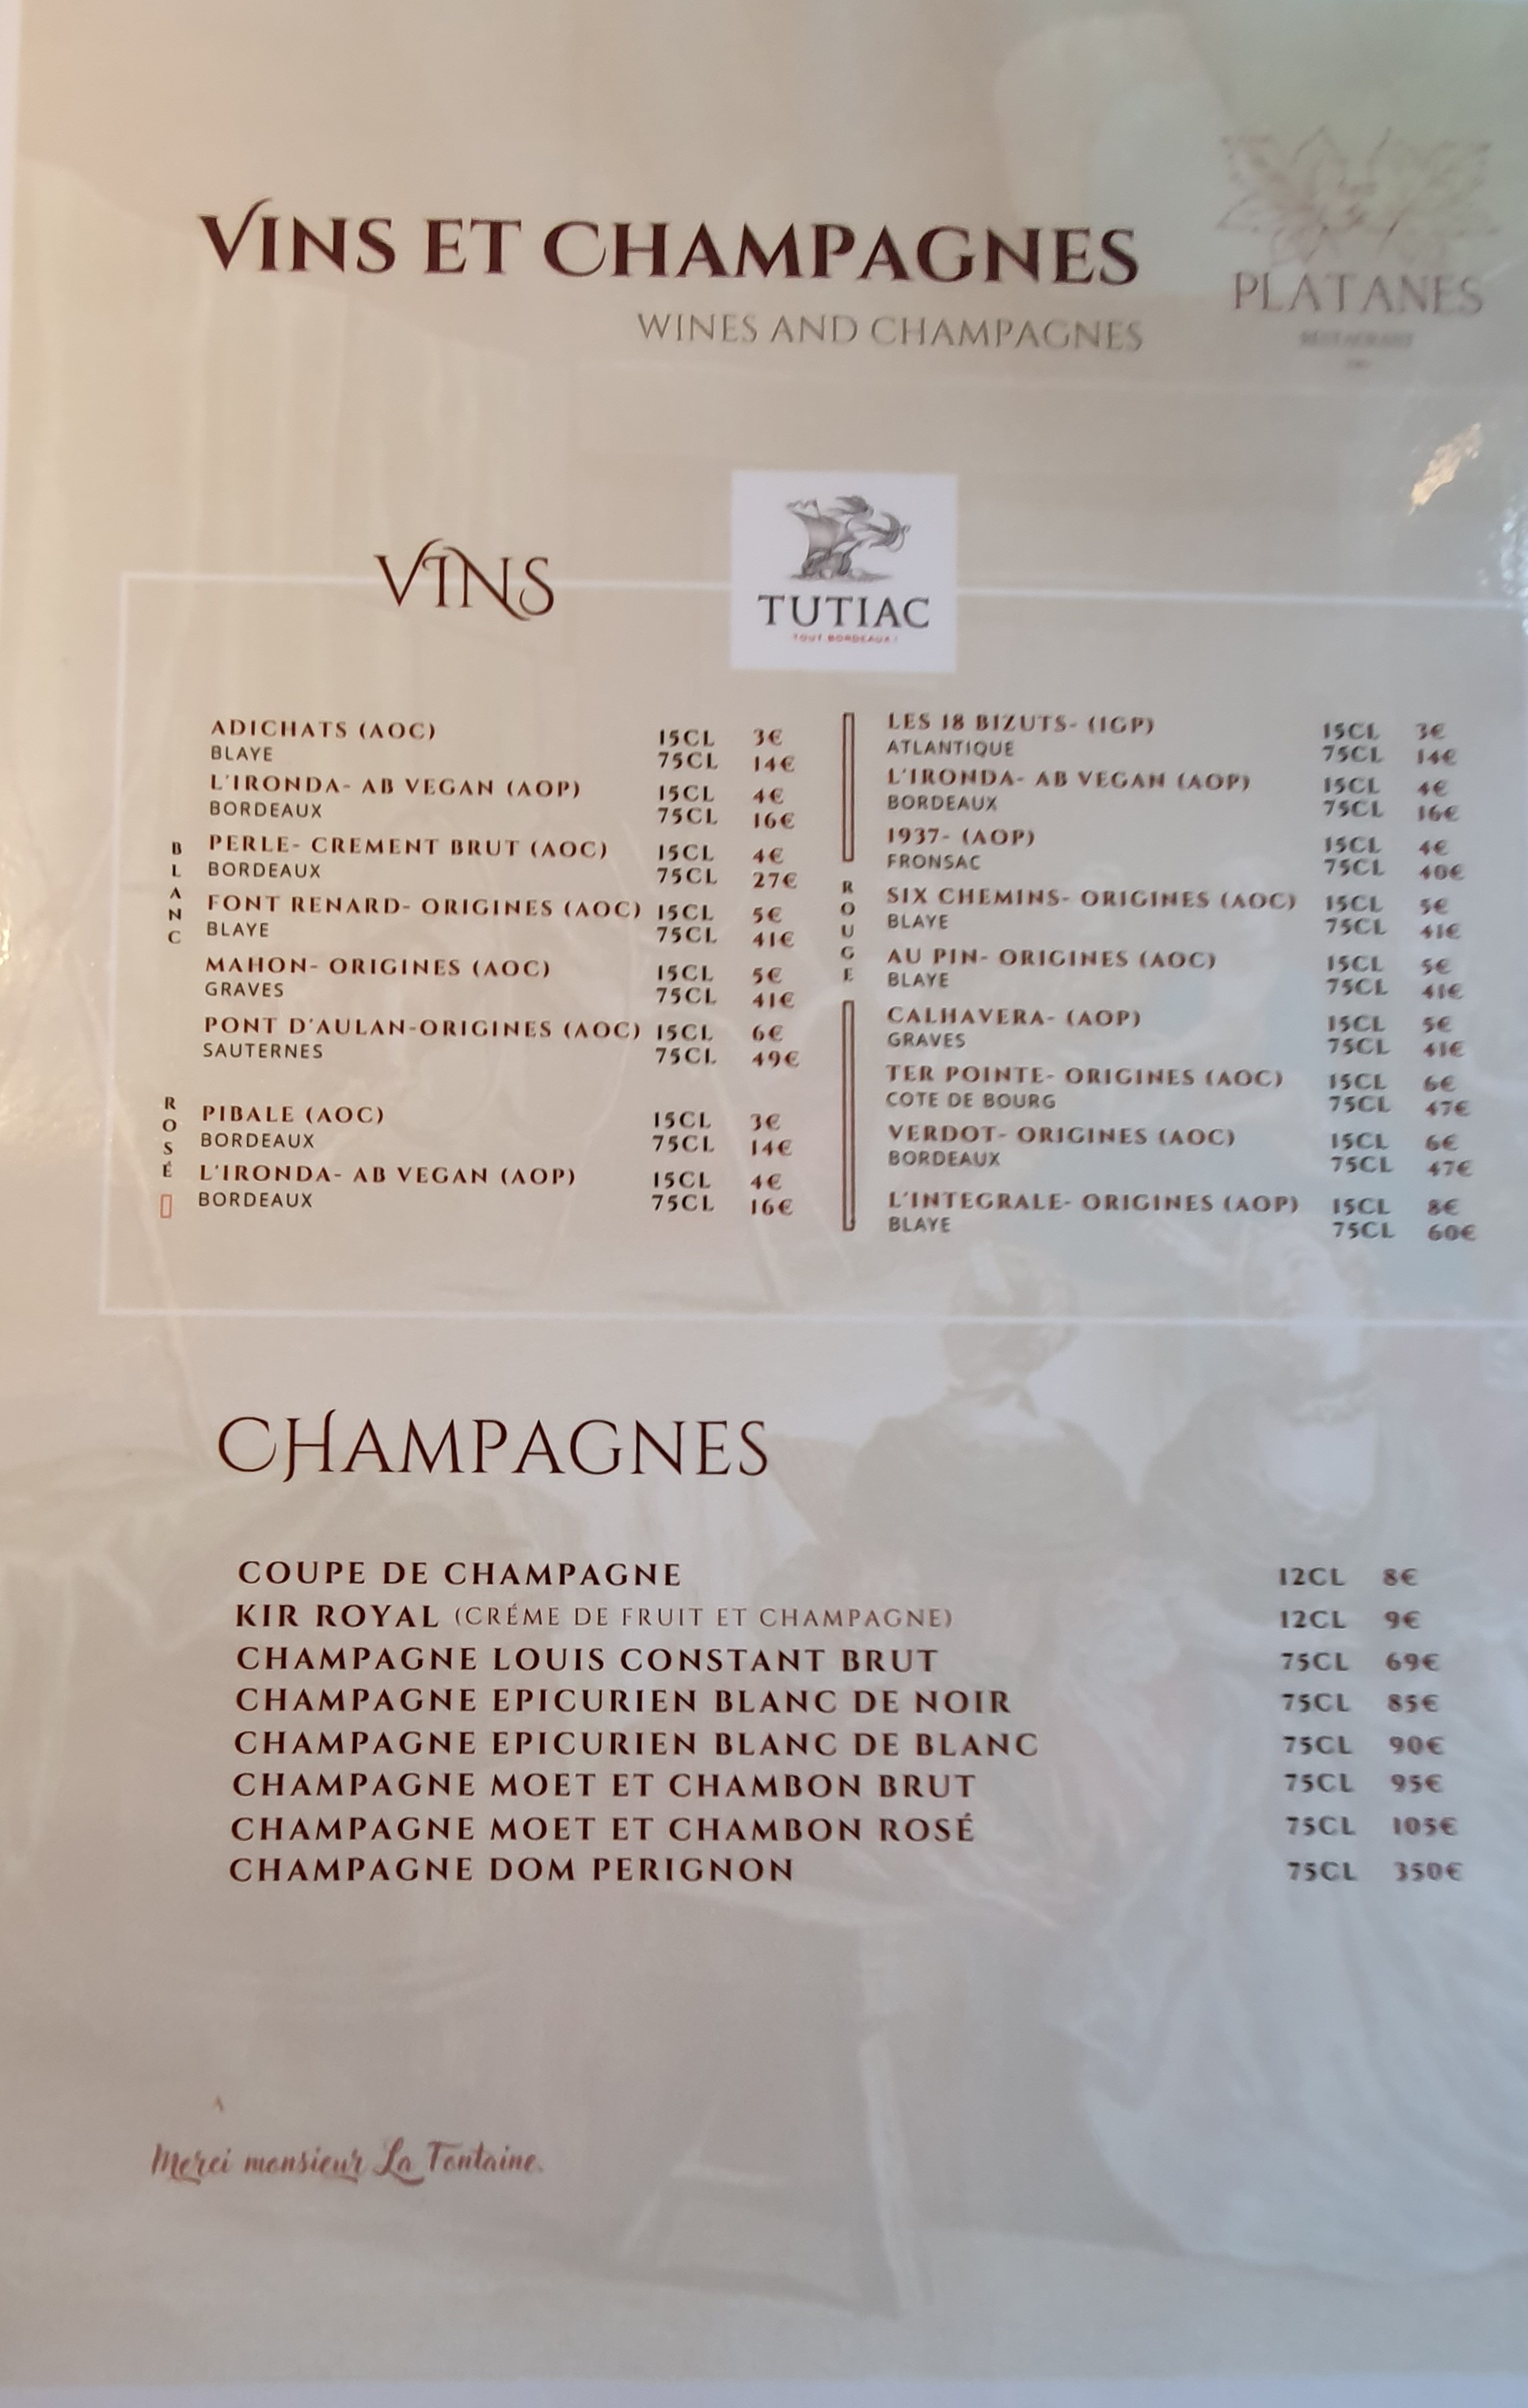 VINS ET CHAMPAGNES
WINES AND CHAMPAGNES
PLATANES
RESTAURANT
VINS
TUTIAC
TOUT BORDEAUX !
BLANC
ADICHATS (AOC) 15CL 3€
BLAYE 75CL 14€
L'IRONDA- AB VEGAN (AOP) 15CL 4€
BORDEAUX 75CL 16€
PERLE- CREMENT BRUT (AOC) 15CL 4€
BORDEAUX 75CL 27€
FONT RENARD- ORIGINES (AOC) 15CL 5€
BLAYE 75CL 41€
MAHON- ORIGINES (AOC) 15CL 5€
GRAVES 75CL 41€
PONT D'AULAN-ORIGINES (AOC) 15CL 6€
SAUTERNES 75CL 49€
ROSÉ
PIBALE (AOC) 15CL 3€
BORDEAUX 75CL 14€
L'IRONDA- AB VEGAN (AOP) 15CL 4€
BORDEAUX 75CL 16€
ROUGE
LES 18 BIZUTS- (IGP) 15CL 3€
ATLANTIQUE 75CL 14€
L'IRONDA- AB VEGAN (AOP) 15CL 4€
BORDEAUX 75CL 16€
1937- (AOP) 15CL 4€
FRONSAC 75CL 40€
SIX CHEMINS- ORIGINES (AOC) 15CL 5€
BLAYE 75CL 41€
AU PIN- ORIGINES (AOC) 15CL 5€
BLAYE 75CL 41€
CALHAVERA- (AOP) 15CL 5€
GRAVES 75CL 41€
TER POINTE- ORIGINES (AOC) 15CL 6€
COTE DE BOURG 75CL 47€
VERDOT- ORIGINES (AOC) 15CL 6€
BORDEAUX 75CL 47€
L'INTEGRALE- ORIGINES (AOP) 15CL 8€
BLAYE 75CL 60€
CHAMPAGNES
COUPE DE CHAMPAGNE 12CL 8€
KIR ROYAL (CRÉME DE FRUIT ET CHAMPAGNE) 12CL 9€
CHAMPAGNE LOUIS CONSTANT BRUT 75CL 69€
CHAMPAGNE EPICURIEN BLANC DE NOIR 75CL 85€
CHAMPAGNE EPICURIEN BLANC DE BLANC 75CL 90€
CHAMPAGNE MOET ET CHAMBON BRUT 75CL 95€
CHAMPAGNE MOET ET CHAMBON ROSÉ 75CL 105€
CHAMPAGNE DOM PERIGNON 75CL 350€
Merci monsieur La Fontaine.